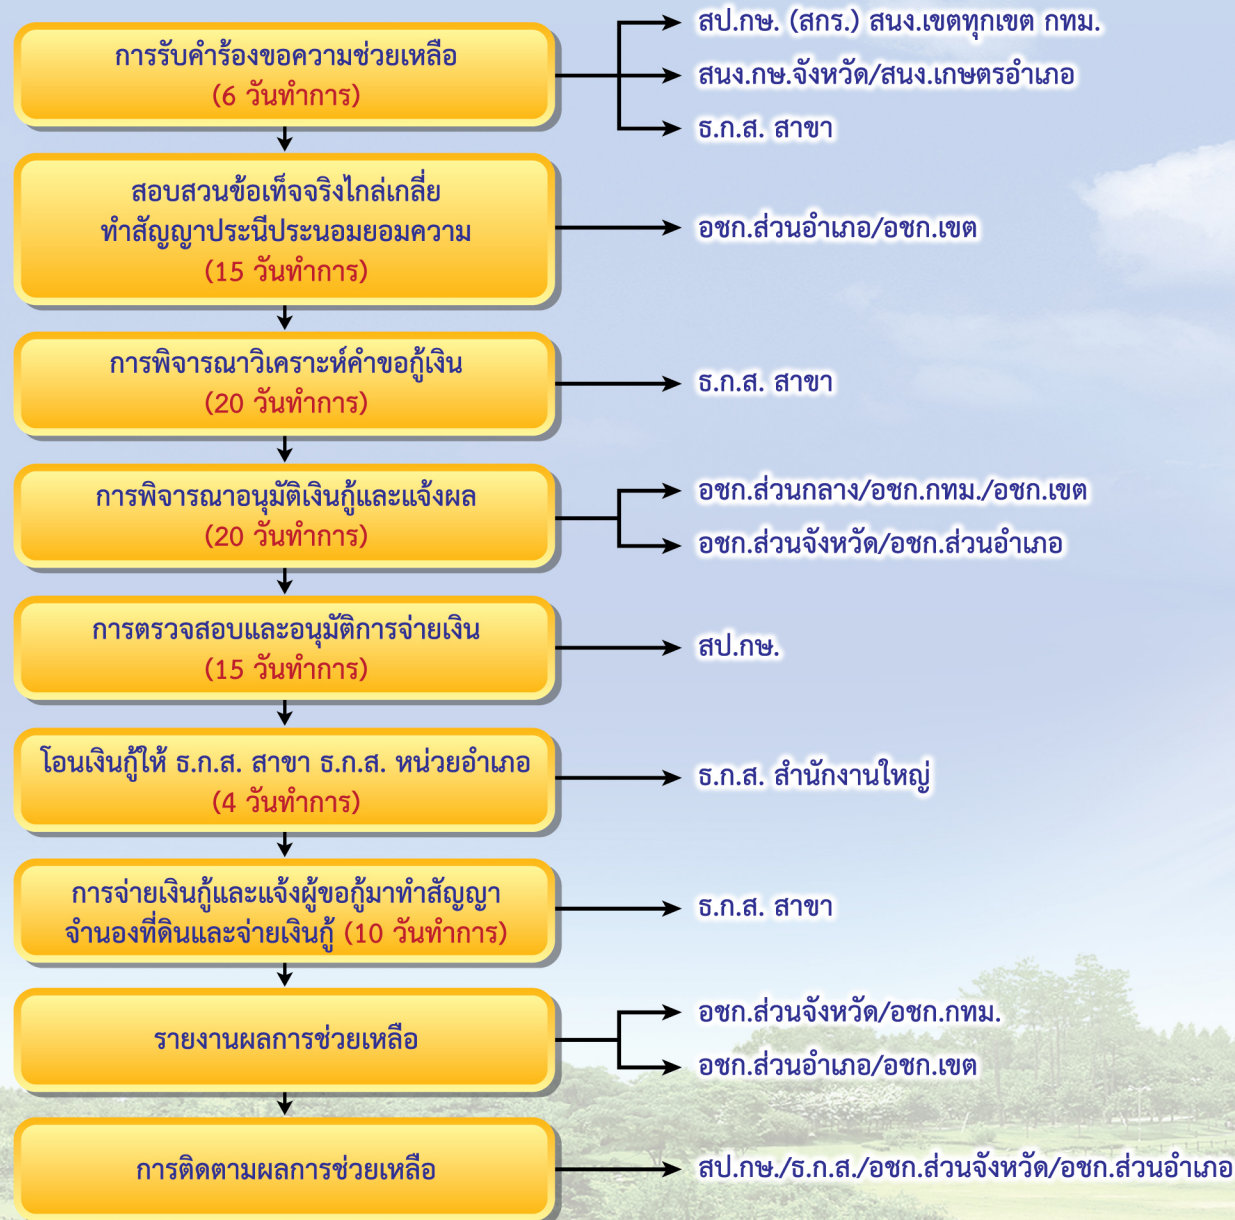 การรับคำร้องขอความช่วยเหลือ
(6 วันทำการ)
สป.กษ. (สกร.) สนง.เขตทุกเขต กทม.
สนง.กษ.จังหวัด/สนง.เกษตรอำเภอ
ธ.ก.ส. สาขา
สอบสวนข้อเท็จจริงไกล่เกลี่ย
ทำสัญญาประนีประนอมยอมความ
(15 วันทำการ)
อชก.ส่วนอำเภอ/อชก.เขต
การพิจารณาวิเคราะห์คำขอกู้เงิน
(20 วันทำการ)
ธ.ก.ส. สาขา
การพิจารณาอนุมัติเงินกู้และแจ้งผล
(20 วันทำการ)
อชก.ส่วนกลาง/อชก.กทม./อชก.เขต
อชก.ส่วนจังหวัด/อชก.ส่วนอำเภอ
การตรวจสอบและอนุมัติการจ่ายเงิน
(15 วันทำการ)
สป.กษ.
โอนเงินกู้ให้ ธ.ก.ส. สาขา ธ.ก.ส. หน่วยอำเภอ
(4 วันทำการ)
ธ.ก.ส. สำนักงานใหญ่
การจ่ายเงินกู้และแจ้งผู้ขอกู้มาทำสัญญา
จำนองที่ดินและจ่ายเงินกู้ (10 วันทำการ)
ธ.ก.ส. สาขา
รายงานผลการช่วยเหลือ
อชก.ส่วนจังหวัด/อชก.กทม.
อชก.ส่วนอำเภอ/อชก.เขต
การติดตามผลการช่วยเหลือ
สป.กษ./ธ.ก.ส./อชก.ส่วนจังหวัด/อชก.ส่วนอำเภอ